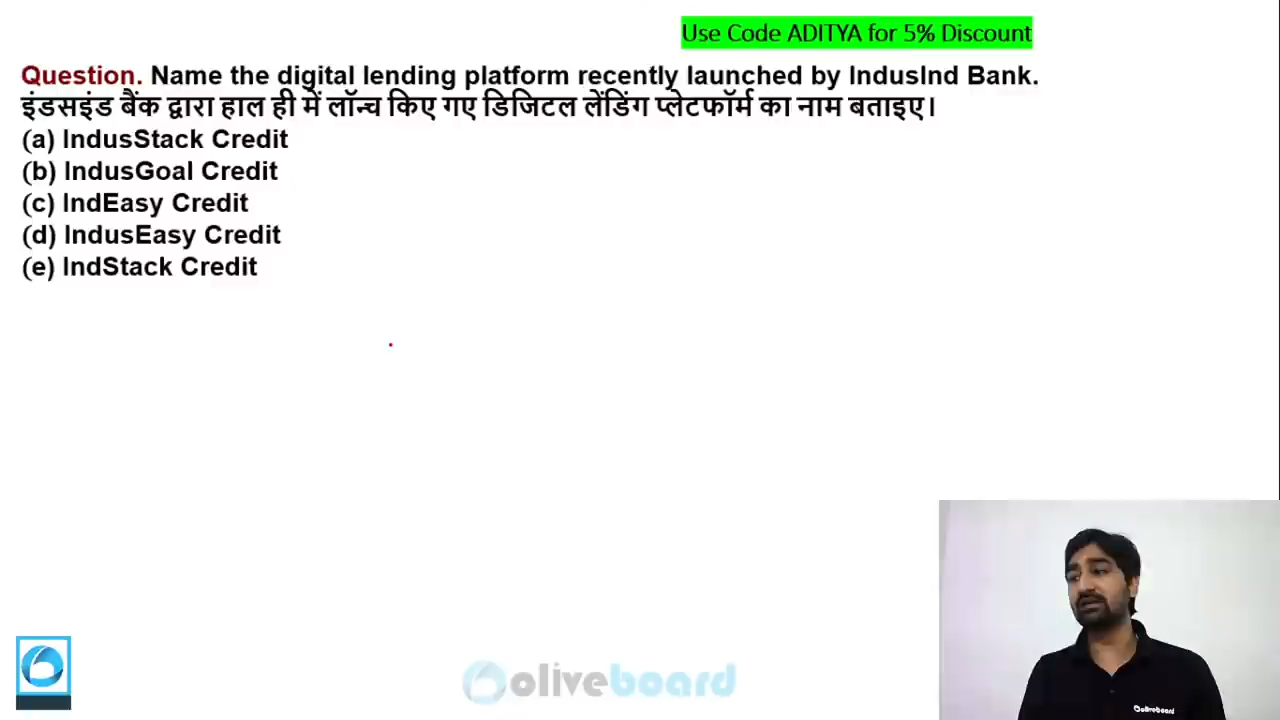 Use Code ADITYA for 5% Discount
Question. Name the digital lending platform recently launched by IndusInd Bank.
इंडसइंड बैंक द्वारा हाल ही में लॉन्च किए गए डिजिटल लेंडिंग प्लेटफॉर्म का नाम बताइए।
(a) IndusStack Credit
(b) IndusGoal Credit
(c) IndEasy Credit
(d) IndusEasy Credit
(e) IndStack Credit
oliveboard
oliveboard